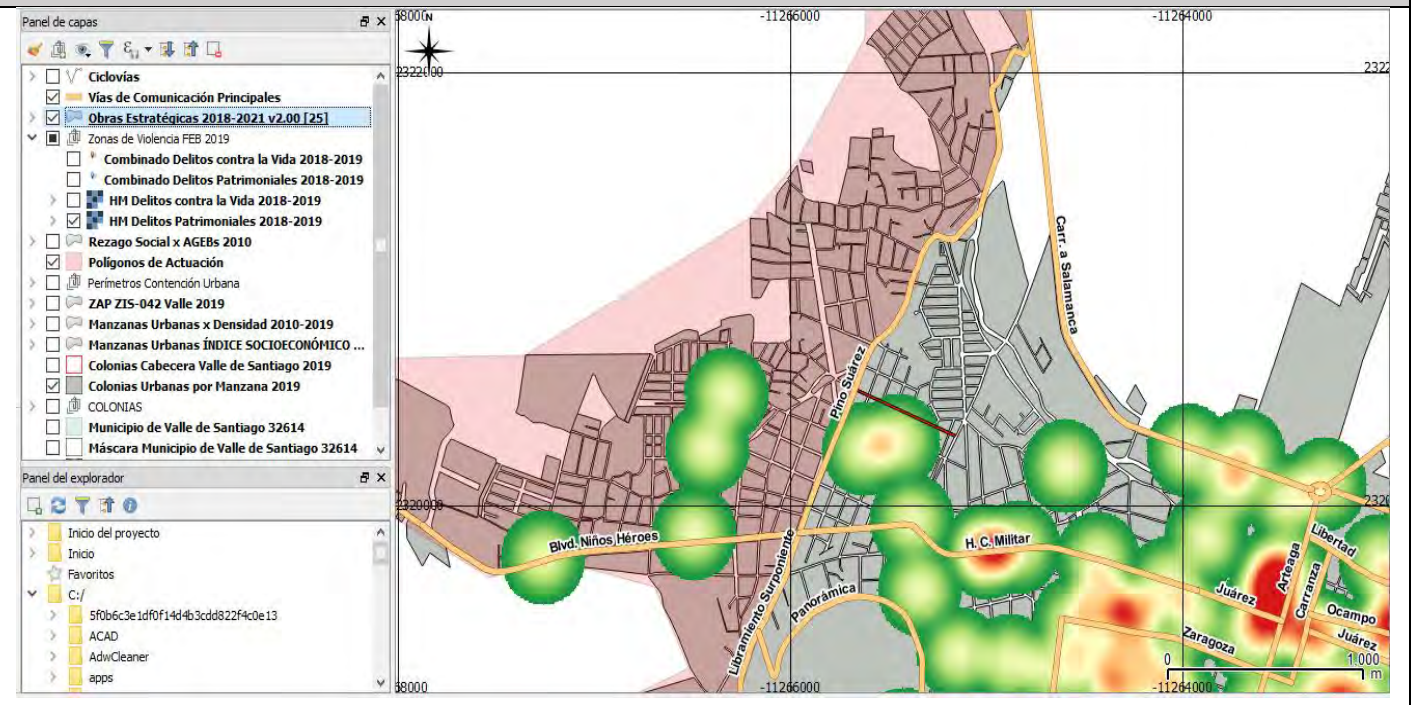 Panel de capas
Ciclovías
Vías de Comunicación Principales
Obras Estratégicas 2018-2021 v2.00 [25]
Zonas de Violencia FEB 2019
Combinado Delitos contra la Vida 2018-2019
Combinado Delitos Patrimoniales 2018-2019
HM Delitos contra la Vida 2018-2019
HM Delitos Patrimoniales 2018-2019
Rezago Social x AGEBs 2010
Polígonos de Actuación
Perímetros Contención Urbana
ZAP ZIS-042 Valle 2019
Manzanas Urbanas x Densidad 2010-2019
Manzanas Urbanas ÍNDICE SOCIOECONÓMICO ...
Colonias Cabecera Valle de Santiago 2019
Colonias Urbanas por Manzana 2019
COLONIAS
Municipio de Valle de Santiago 32614
Máscara Municipio de Valle de Santiago 32614
Panel del explorador
Inicio del proyecto
Inicio
Favoritos
C:/
5f0b6c3e1df0f14d4b3cdd822f4c0e13
ACAD
AdwCleaner
apps
68000
N
-11266000
-11264000
2322000
2322
Carr. a Salamanca
Pino Suárez
2320000
2320
Blvd. Niños Héroes
H. C. Militar
Libramiento Surponiente
Panorámica
Arteaga
Libertad
Carranza
Juárez
Ocampo
Zaragoza
Juárez
0
1,000
m
68000
-11266000
-11264000